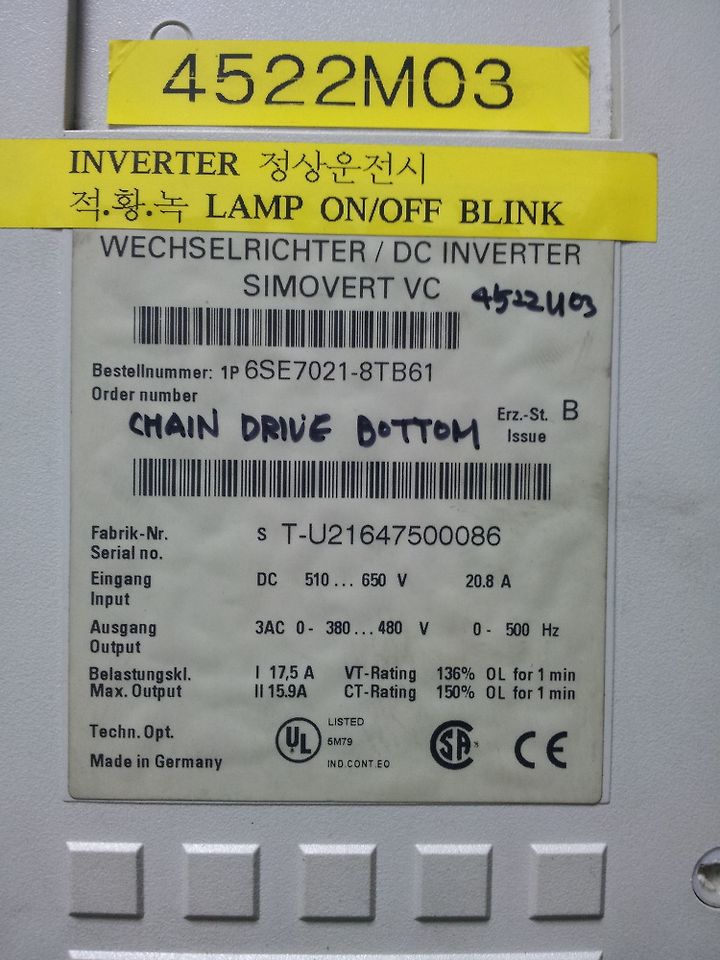 4522M03
INVERTER 정상운전시
적.황.녹 LAMP ON/OFF BLINK
WECHSELRICHTER / DC INVERTER
SIMOVERT VC
4522M03
Bestellnummer: 1P 6SE7021-8TB61
Order number
CHAIN DRIVE BOTTOM
Erz.-St. B
Issue
Fabrik-Nr. S T-U21647500086
Serial no.
Eingang DC 510... 650 V 20.8 A
Input
Ausgang 3AC 0- 380...480 V 0- 500 Hz
Output
Belastungskl. I 17,5 A VT-Rating 136% OL for 1 min
Max. Output II 15.9A CT-Rating 150% OL for 1 min
Techn. Opt.
Made in Germany
UL
LISTED
5M79
IND.CONT.EQ
SA
CE